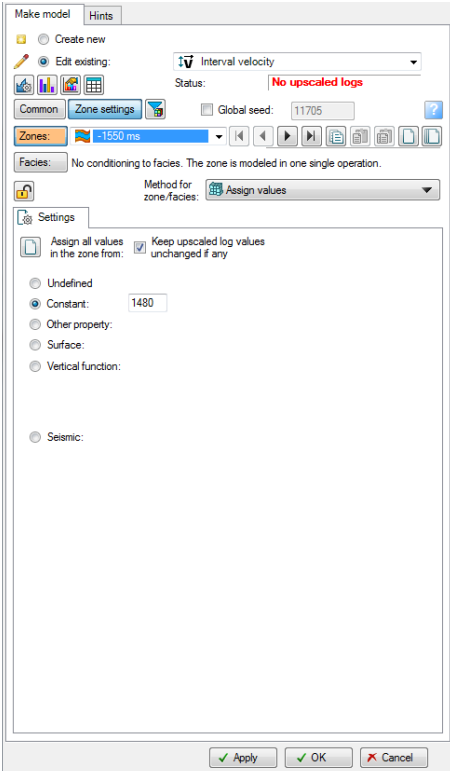 Make model Hints
Create new
Edit existing: Interval velocity
Status: No upscaled logs
Common Zone settings Global seed: 11705 ?
Zones: -1550 ms
Facies: No conditioning to facies. The zone is modeled in one single operation.
Method for
zone/facies: Assign values
Settings
Assign all values Keep upscaled log values
in the zone from: unchanged if any
Undefined
Constant: 1480
Other property:
Surface:
Vertical function:
Seismic:
Apply OK Cancel